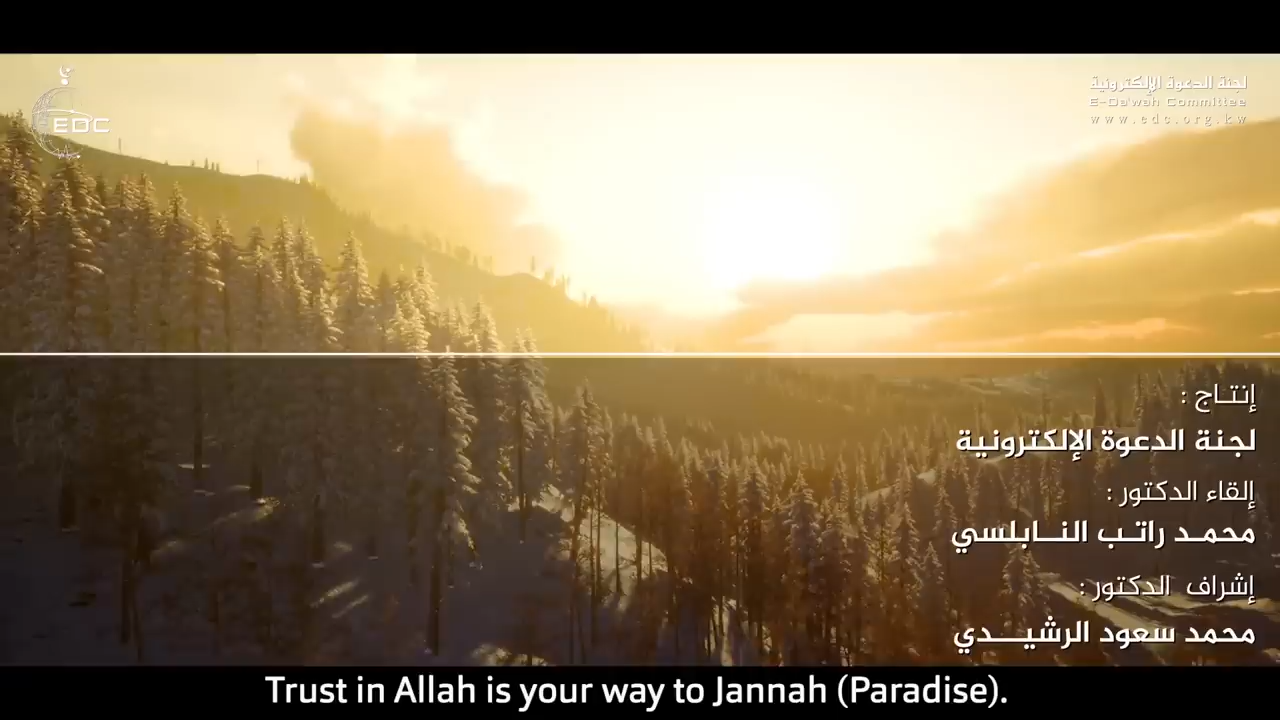 EDC
لجنة الدعوة الإلكترونية
E-Da'wah Committee
www.edc.org.kw
إنتاج :
لجنة الدعوة الإلكترونية
إلقاء الدكتور :
محمد راتب النابلسي
إشراف الدكتور :
محمد سعود الرشيدي
Trust in Allah is your way to Jannah (Paradise).